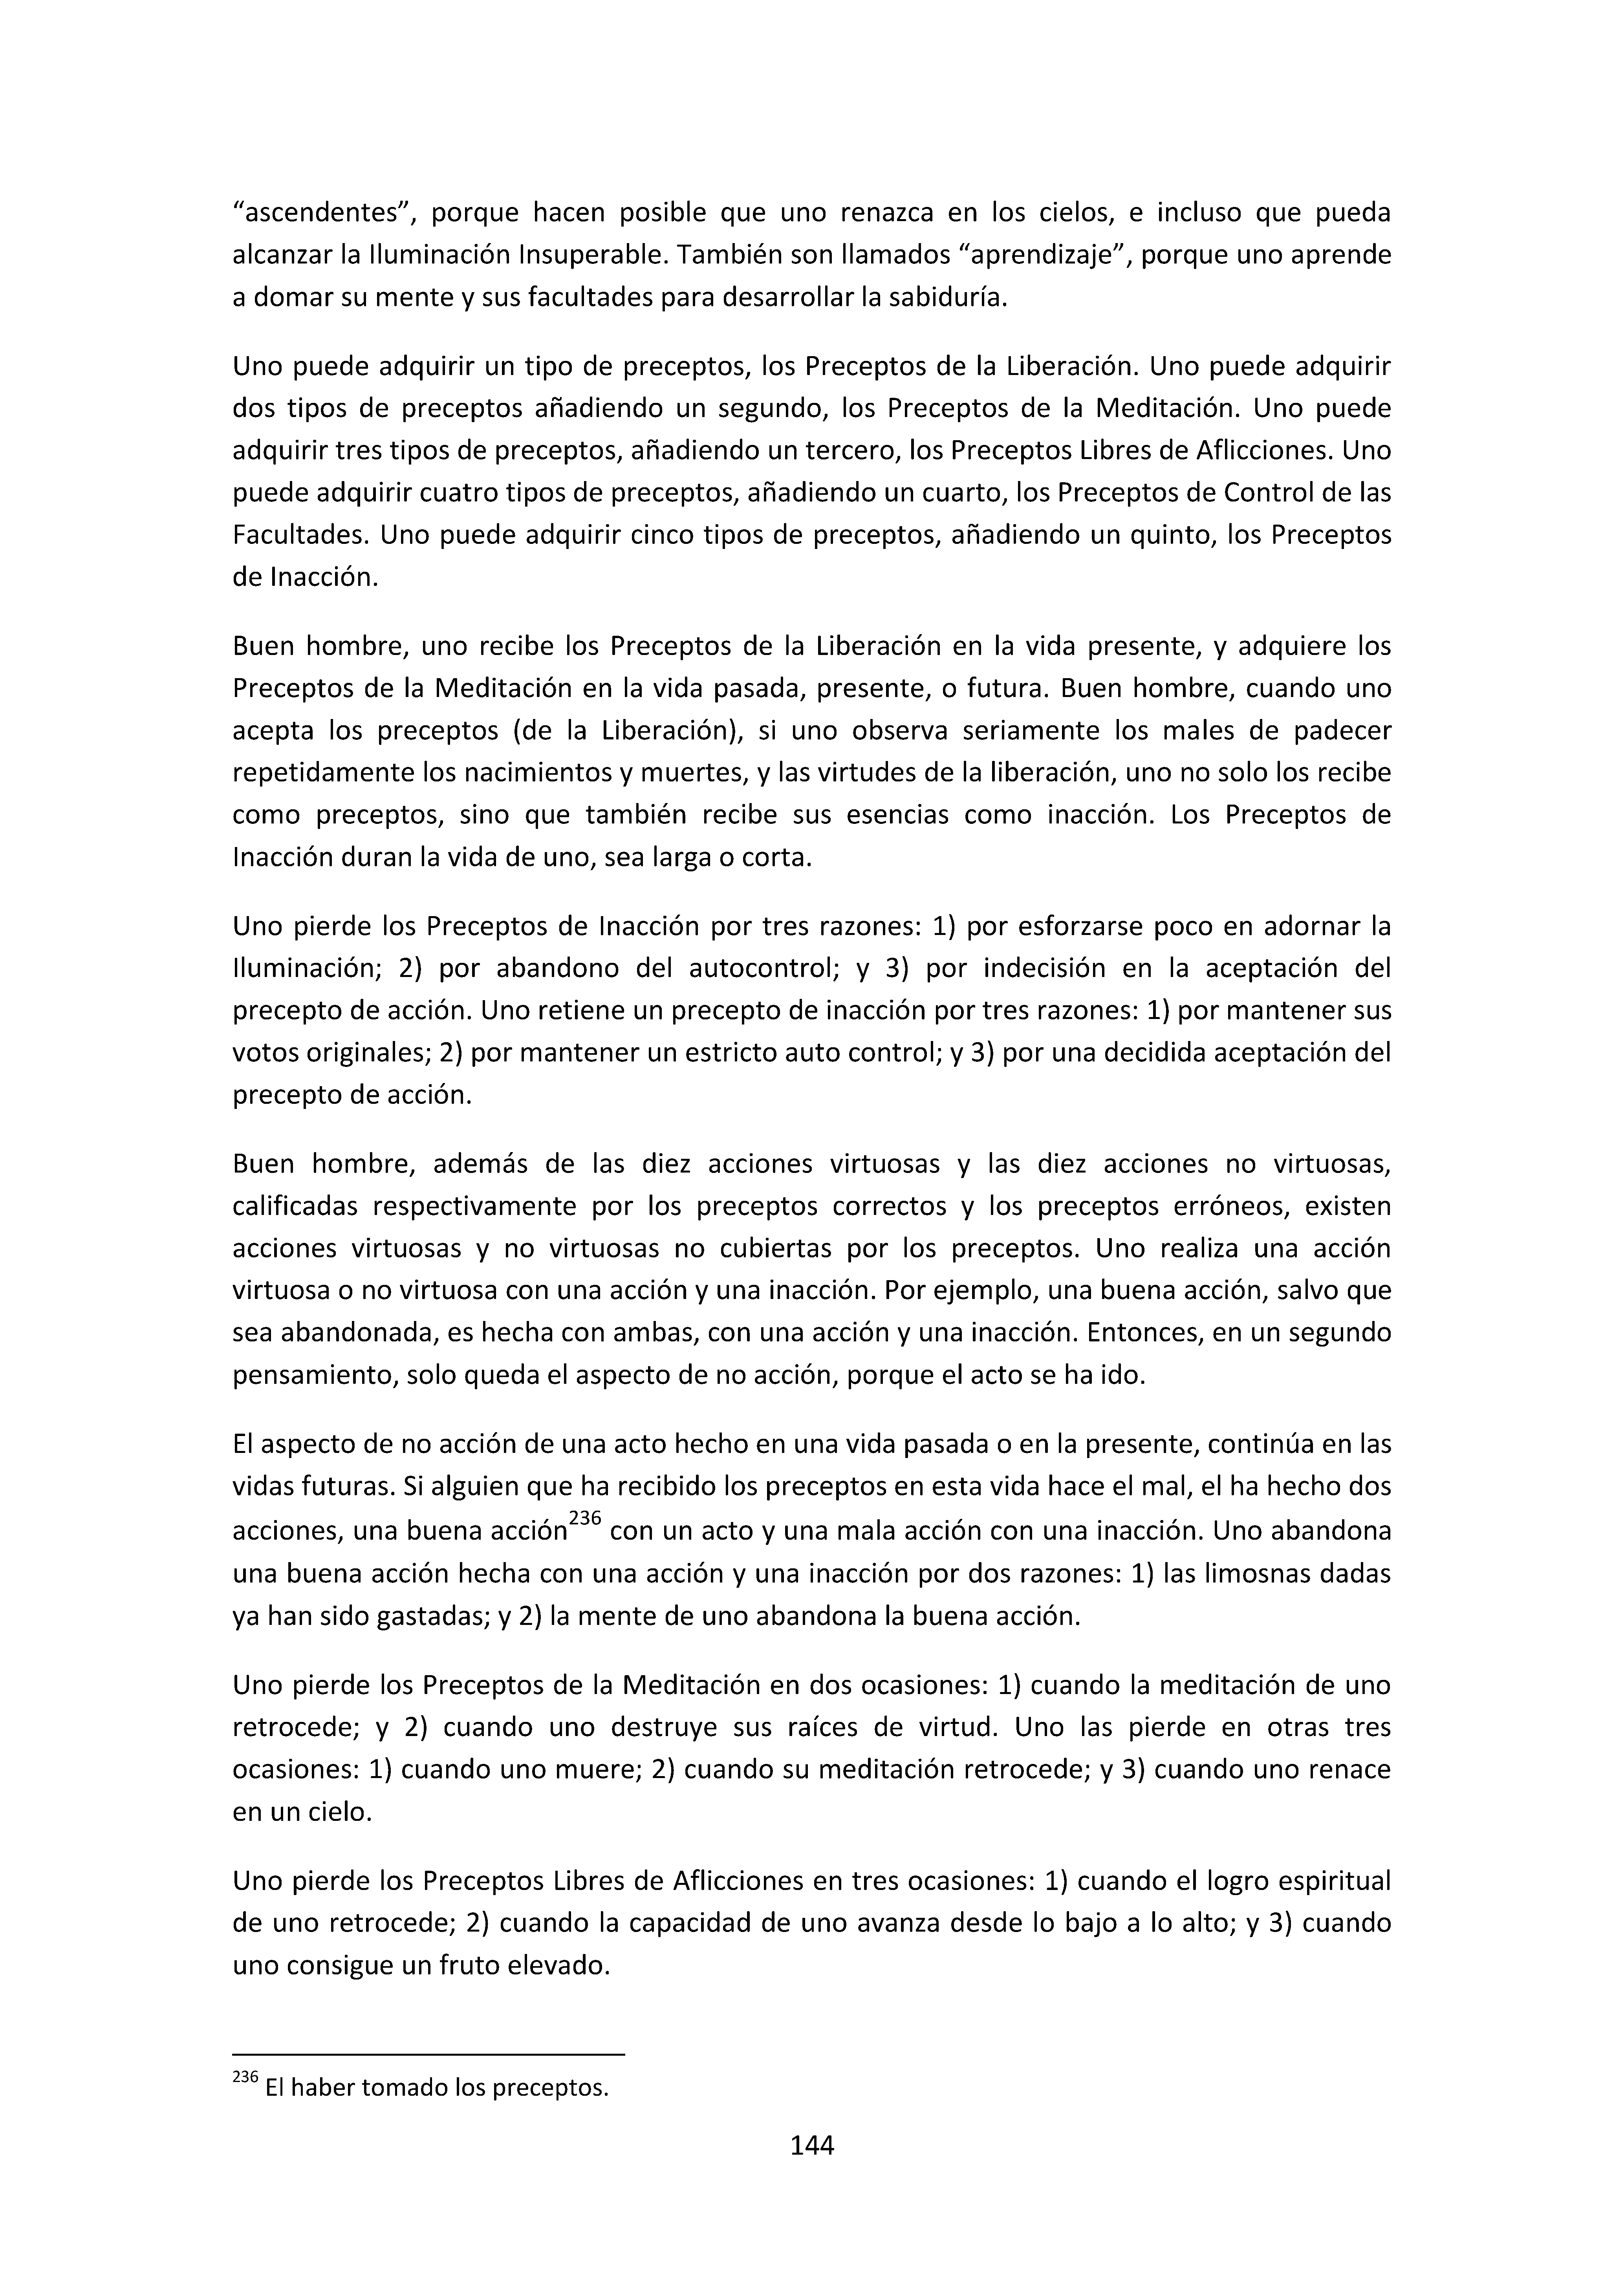 “ascendentes”, porque hacen posible que uno renazca en los cielos, e incluso que pueda
alcanzar la Iluminación Insuperable. También son llamados “aprendizaje”, porque uno aprende
a domar su mente y sus facultades para desarrollar la sabiduría.
Uno puede adquirir un tipo de preceptos, los Preceptos de la Liberación. Uno puede adquirir
dos tipos de preceptos añadiendo un segundo, los Preceptos de la Meditación. Uno puede
adquirir tres tipos de preceptos, añadiendo un tercero, los Preceptos Libres de Aflicciones. Uno
puede adquirir cuatro tipos de preceptos, añadiendo un cuarto, los Preceptos de Control de las
Facultades. Uno puede adquirir cinco tipos de preceptos, añadiendo un quinto, los Preceptos
de Inacción.
Buen hombre, uno recibe los Preceptos de la Liberación en la vida presente, y adquiere los
Preceptos de la Meditación en la vida pasada, presente, o futura. Buen hombre, cuando uno
acepta los preceptos (de la Liberación), si uno observa seriamente los males de padecer
repetidamente los nacimientos y muertes, y las virtudes de la liberación, uno no solo los recibe
como preceptos, sino que también recibe sus esencias como inacción. Los Preceptos de
Inacción duran la vida de uno, sea larga o corta.
Uno pierde los Preceptos de Inacción por tres razones: 1) por esforzarse poco en adornar la
Iluminación; 2) por abandono del autocontrol; y 3) por indecisión en la aceptación del
precepto de acción. Uno retiene un precepto de inacción por tres razones: 1) por mantener sus
votos originales; 2) por mantener un estricto auto control; y 3) por una decidida aceptación del
precepto de acción.
Buen hombre, además de las diez acciones virtuosas y las diez acciones no virtuosas,
calificadas respectivamente por los preceptos correctos y los preceptos erróneos, existen
acciones virtuosas y no virtuosas no cubiertas por los preceptos. Uno realiza una acción
virtuosa o no virtuosa con una acción y una inacción. Por ejemplo, una buena acción, salvo que
sea abandonada, es hecha con ambas, con una acción y una inacción. Entonces, en un segundo
pensamiento, solo queda el aspecto de no acción, porque el acto se ha ido.
El aspecto de no acción de una acto hecho en una vida pasada o en la presente, continúa en las
vidas futuras. Si alguien que ha recibido los preceptos en esta vida hace el mal, el ha hecho dos
acciones, una buena acción236 con un acto y una mala acción con una inacción. Uno abandona
una buena acción hecha con una acción y una inacción por dos razones: 1) las limosnas dadas
ya han sido gastadas; y 2) la mente de uno abandona la buena acción.
Uno pierde los Preceptos de la Meditación en dos ocasiones: 1) cuando la meditación de uno
retrocede; y 2) cuando uno destruye sus raíces de virtud. Uno las pierde en otras tres
ocasiones: 1) cuando uno muere; 2) cuando su meditación retrocede; y 3) cuando uno renace
en un cielo.
Uno pierde los Preceptos Libres de Aflicciones en tres ocasiones: 1) cuando el logro espiritual
de uno retrocede; 2) cuando la capacidad de uno avanza desde lo bajo a lo alto; y 3) cuando
uno consigue un fruto elevado.
236 El haber tomado los preceptos.
144